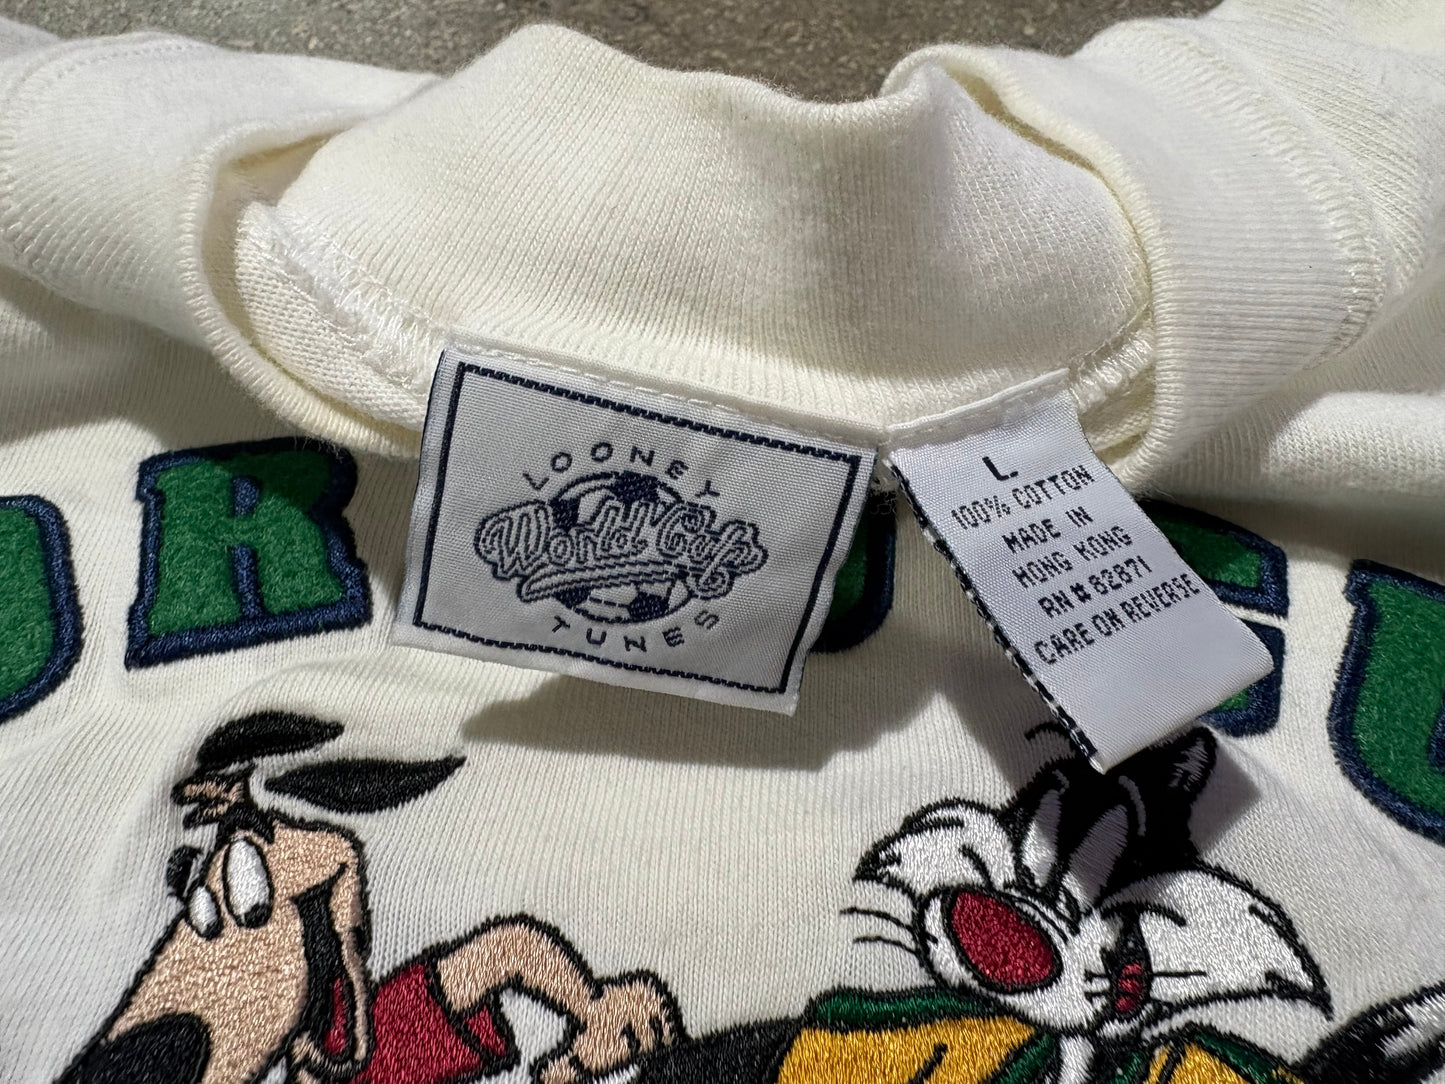 LOONEY
World Cup
TUNES
L.
100% COTTON
MADE IN
HONG KONG
RN# 82871
CARE ON REVERSE